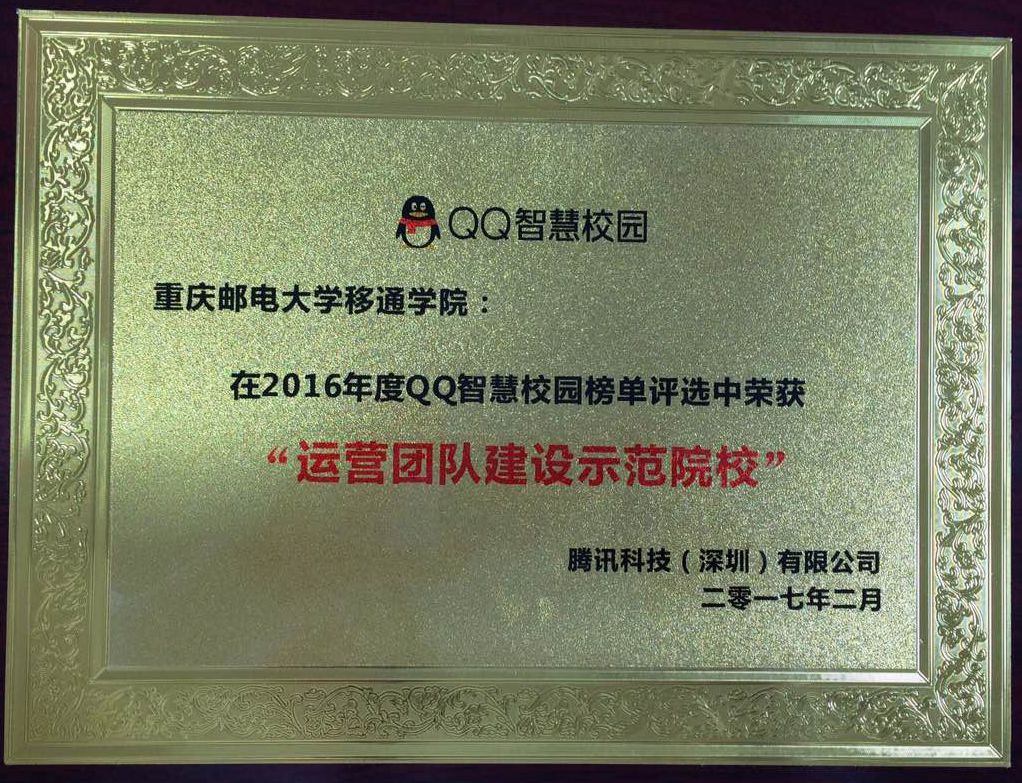 QQ智慧校园
重庆邮电大学移通学院：
在2016年度QQ智慧校园榜单评选中荣获
“运营团队建设示范院校”
腾讯科技（深圳）有限公司
二零一七年二月